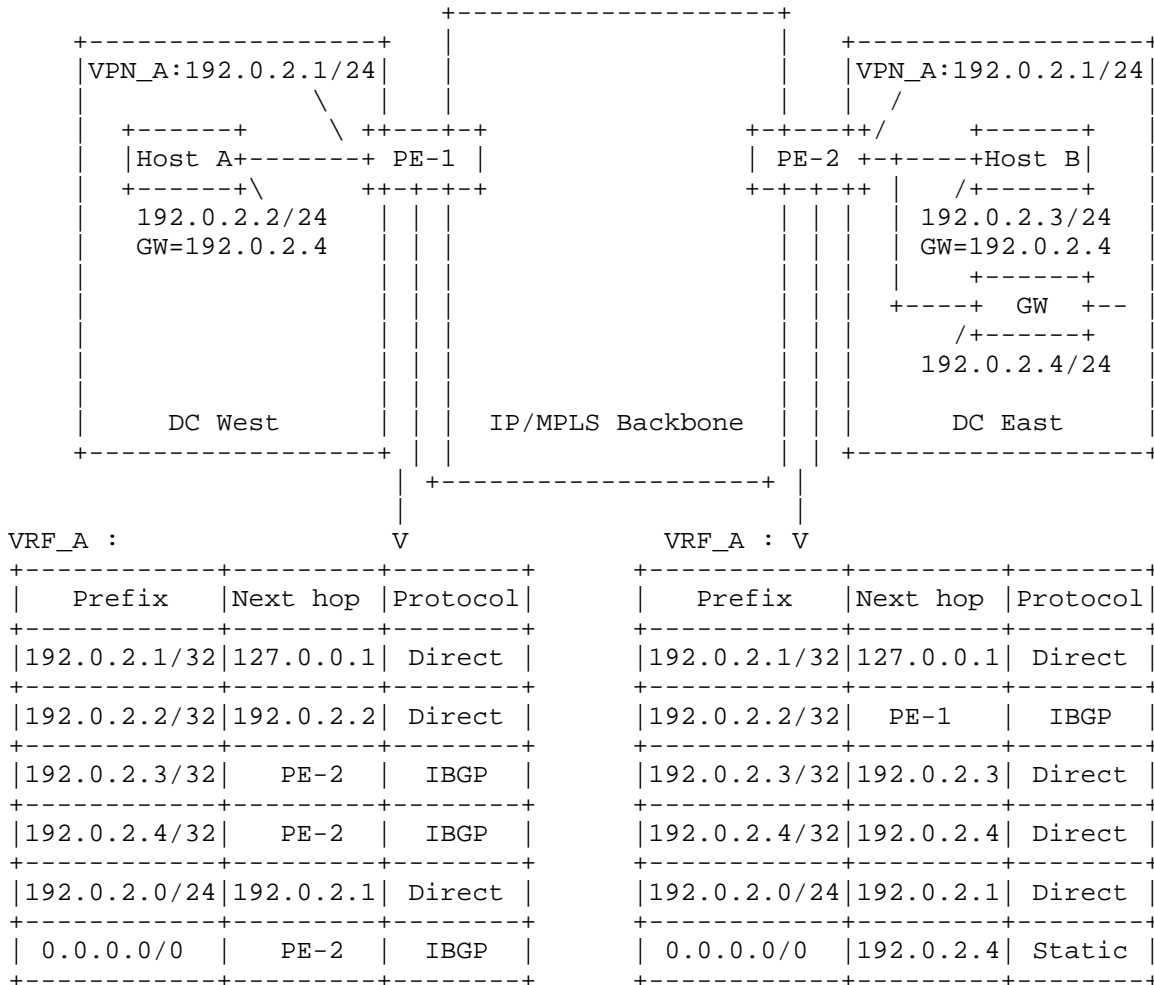 VPN_A:192.0.2.1/24 VPN_A:192.0.2.1/24
Host A PE-1 PE-2 Host B
192.0.2.2/24 192.0.2.3/24
GW=192.0.2.4 GW=192.0.2.4
GW
192.0.2.4/24
DC West IP/MPLS Backbone DC East
VRF_A : V VRF_A : V
Prefix Next hop Protocol Prefix Next hop Protocol
192.0.2.1/32 127.0.0.1 Direct 192.0.2.1/32 127.0.0.1 Direct
192.0.2.2/32 192.0.2.2 Direct 192.0.2.2/32 PE-1 IBGP
192.0.2.3/32 PE-2 IBGP 192.0.2.3/32 192.0.2.3 Direct
192.0.2.4/32 PE-2 IBGP 192.0.2.4/32 192.0.2.4 Direct
192.0.2.0/24 192.0.2.1 Direct 192.0.2.0/24 192.0.2.1 Direct
0.0.0.0/0 PE-2 IBGP 0.0.0.0/0 192.0.2.4 Static